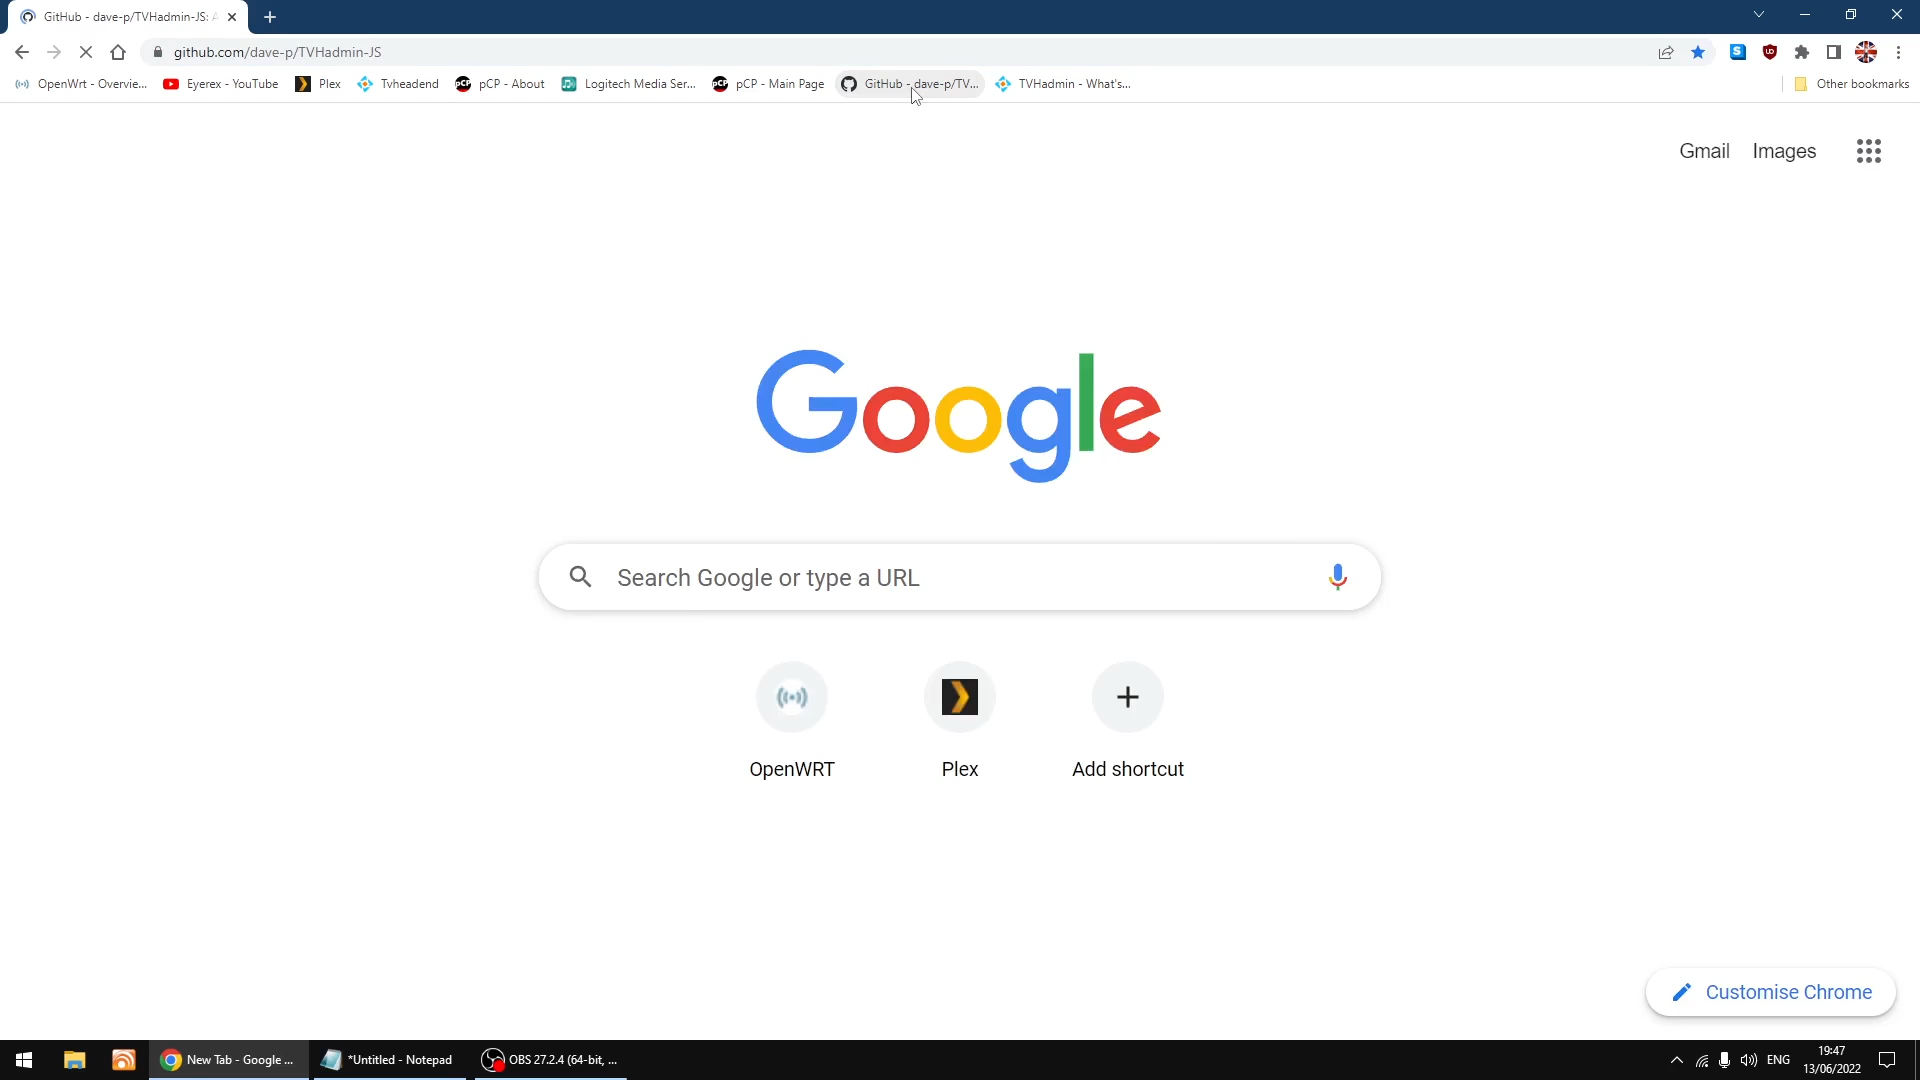 GitHub - dave-p/TVHadmin-JS: A
github.com/dave-p/TVHadmin-JS
OpenWrt - Overvie... Eyerex - YouTube Plex Tvheadend pCP - About Logitech Media Ser... pCP - Main Page GitHub - dave-p/TV... TVHadmin - What's... Other bookmarks
Gmail Images
Google
Search Google or type a URL
OpenWRT Plex Add shortcut
Customise Chrome
New Tab - Google ... *Untitled - Notepad OBS 27.2.4 (64-bit, ... ENG 19:47
13/06/2022